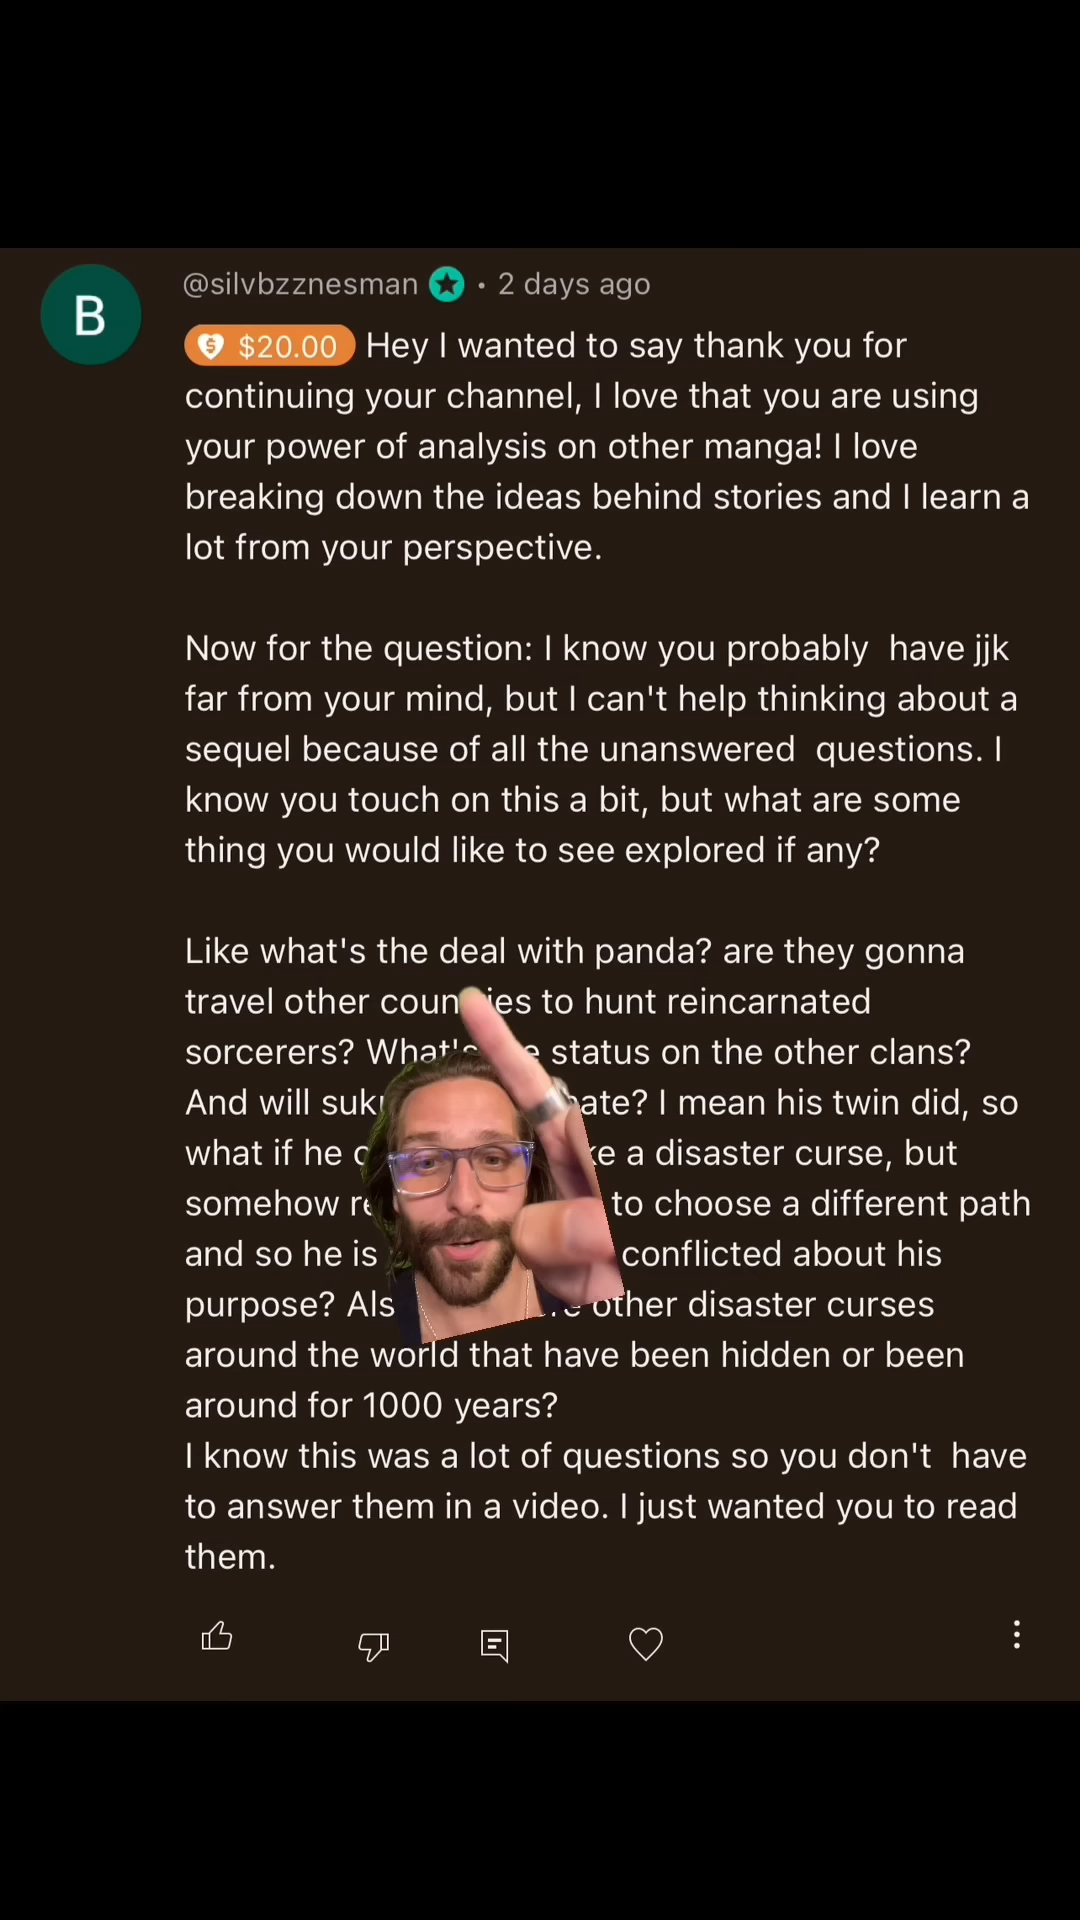 B
@silvbzznesman • 2 days ago
$20.00 Hey I wanted to say thank you for
continuing your channel, I love that you are using
your power of analysis on other manga! I love
breaking down the ideas behind stories and I learn a
lot from your perspective.
Now for the question: I know you probably have jjk
far from your mind, but I can't help thinking about a
sequel because of all the unanswered questions. I
know you touch on this a bit, but what are some
thing you would like to see explored if any?
Like what's the deal with panda? are they gonna
travel other to hunt reincarnated
sorcerers? status on the other clans?
And will I mean his twin did, so
what if he a disaster curse, but
somehow to choose a different path
and so he is conflicted about his
purpose? other disaster curses
around the world that have been hidden or been
around for 1000 years?
I know this was a lot of questions so you don't have
to answer them in a video. I just wanted you to read
them.